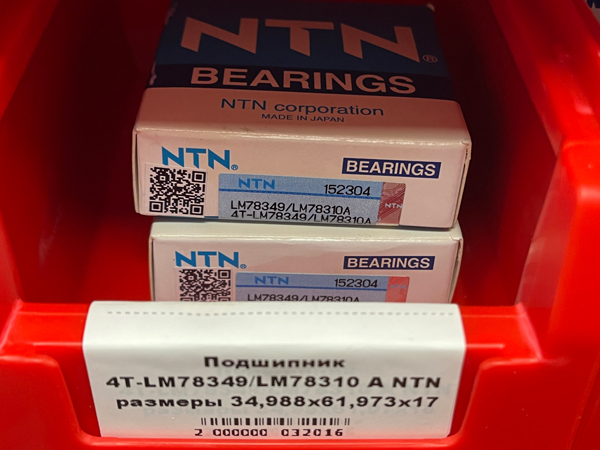 NTN®
BEARINGS
NTN corporation
MADE IN JAPAN
NTN®
BEARINGS
NTN 152304
LM78349/LM78310A
4T-LM78349/LM78310A
NTN
NTN®
BEARINGS
NTN 152304
LM78349/LM78310A
Подшипник
4T-LM78349/LM78310 A NTN
размеры 34,988x61,973x17
2 000000 032016